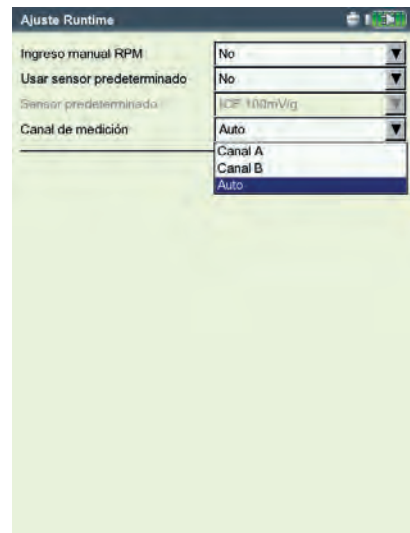 Ajuste Runtime
Ingreso manual RPM No
Usar sensor predeterminado No
Sensor predeterminado ICP 100mV/g
Canal de medición Auto
Canal A
Canal B
Auto